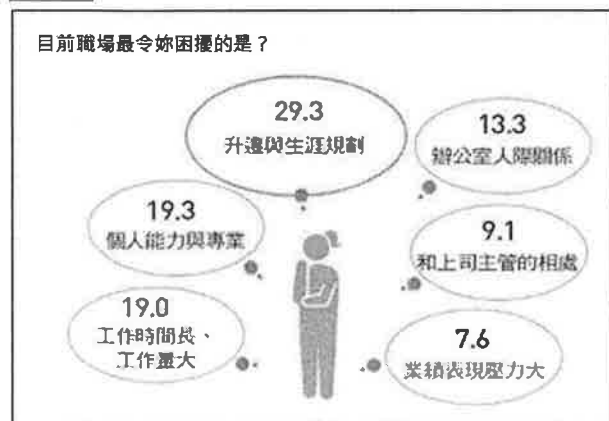 目前職場最令妳困擾的是？
29.3
升遷與生涯規劃
13.3
辦公室人際關係
19.3
個人能力與專業
9.1
和上司主管的相處
19.0
工作時間長、
工作量大
7.6
業績表現壓力大